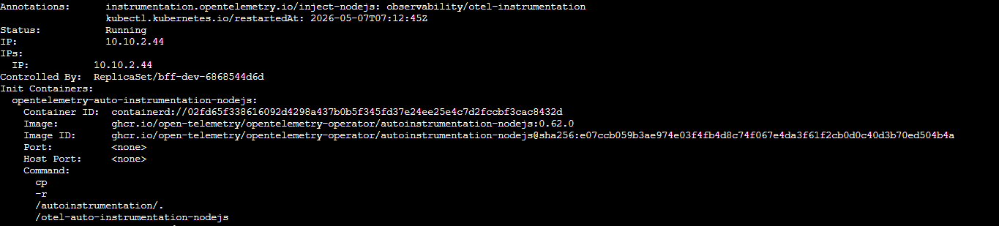 Annotations: instrumentation.opentelemetry.io/inject-nodejs: observability/otel-instrumentation
kubectl.kubernetes.io/restartedAt: 2026-05-07T07:12:45Z
Status: Running
IP: 10.10.2.44
IPs:
IP: 10.10.2.44
Controlled By: ReplicaSet/bff-dev-6868544d6d
Init Containers:
opentelemetry-auto-instrumentation-nodejs:
Container ID: containerd://02fd65f338616092d4298a437b0b5f345fd37e24ee25e4c7d2fccbf3cac8432d
Image: ghcr.io/open-telemetry/opentelemetry-operator/autoinstrumentation-nodejs:0.62.0
Image ID: ghcr.io/open-telemetry/opentelemetry-operator/autoinstrumentation-nodejs@sha256:e07ccb059b3ae974e03f4fb4d8c74f067e4da3f61f2cb0d0c40d3b70ed504b4a
Port: <none>
Host Port: <none>
Command:
cp
-r
/autoinstrumentation/.
/otel-auto-instrumentation-nodejs